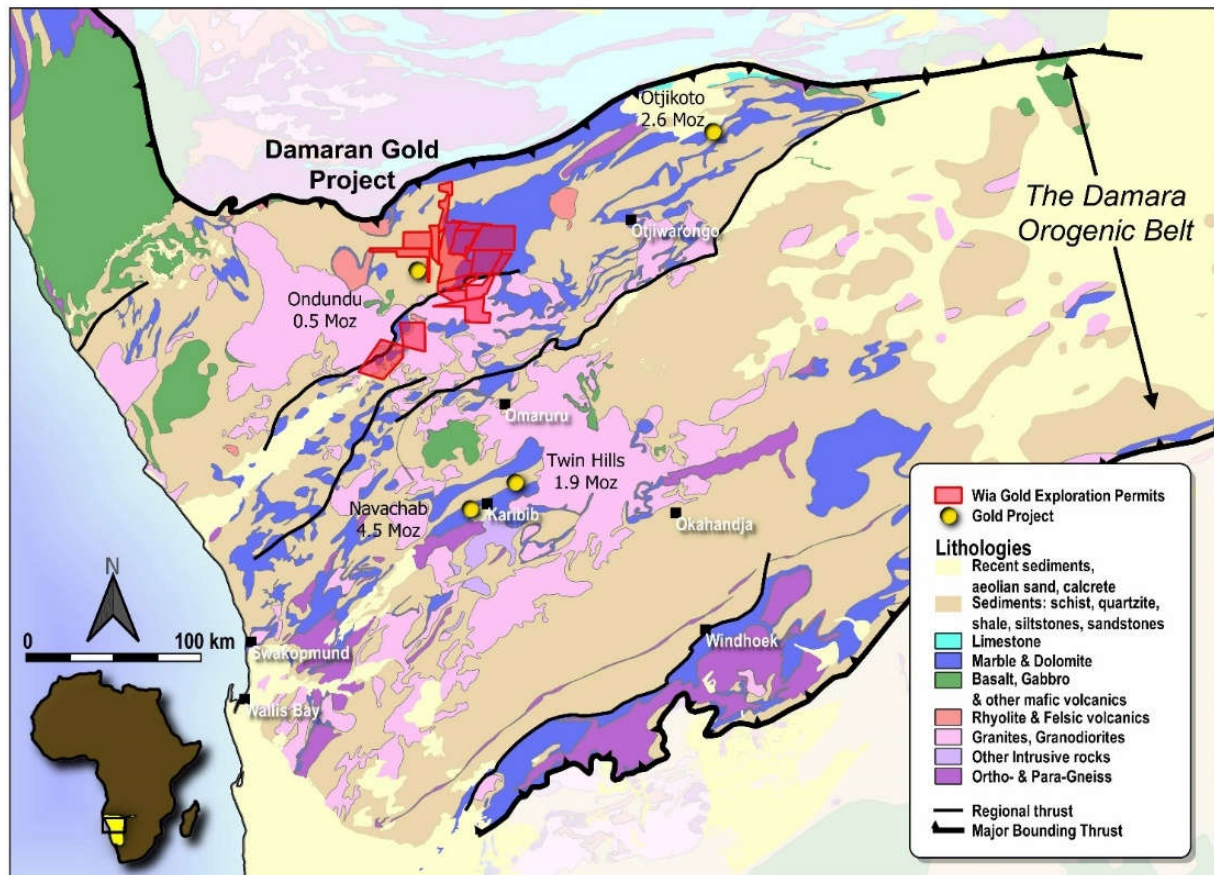 Otjikoto
2.6 Moz
Damaran Gold
Project
The Damara
Orogenic Belt
Otjiwarongo
Ondundu
0.5 Moz
Omaruru
Twin Hills
1.9 Moz
Navachab
4.5 Moz
Karibib
Okahandja
N
0
100 km
Swakopmund
Wallis Bay
Windhoek
Wia Gold Exploration Permits
Gold Project
Lithologies
Recent sediments,
aeolian sand, calcrete
Sediments: schist, quartzite,
shale, siltstones, sandstones
Limestone
Marble & Dolomite
Basalt, Gabbro
& other mafic volcanics
Rhyolite & Felsic volcanics
Granites, Granodiorites
Other Intrusive rocks
Ortho- & Para-Gneiss
Regional thrust
Major Bounding Thrust